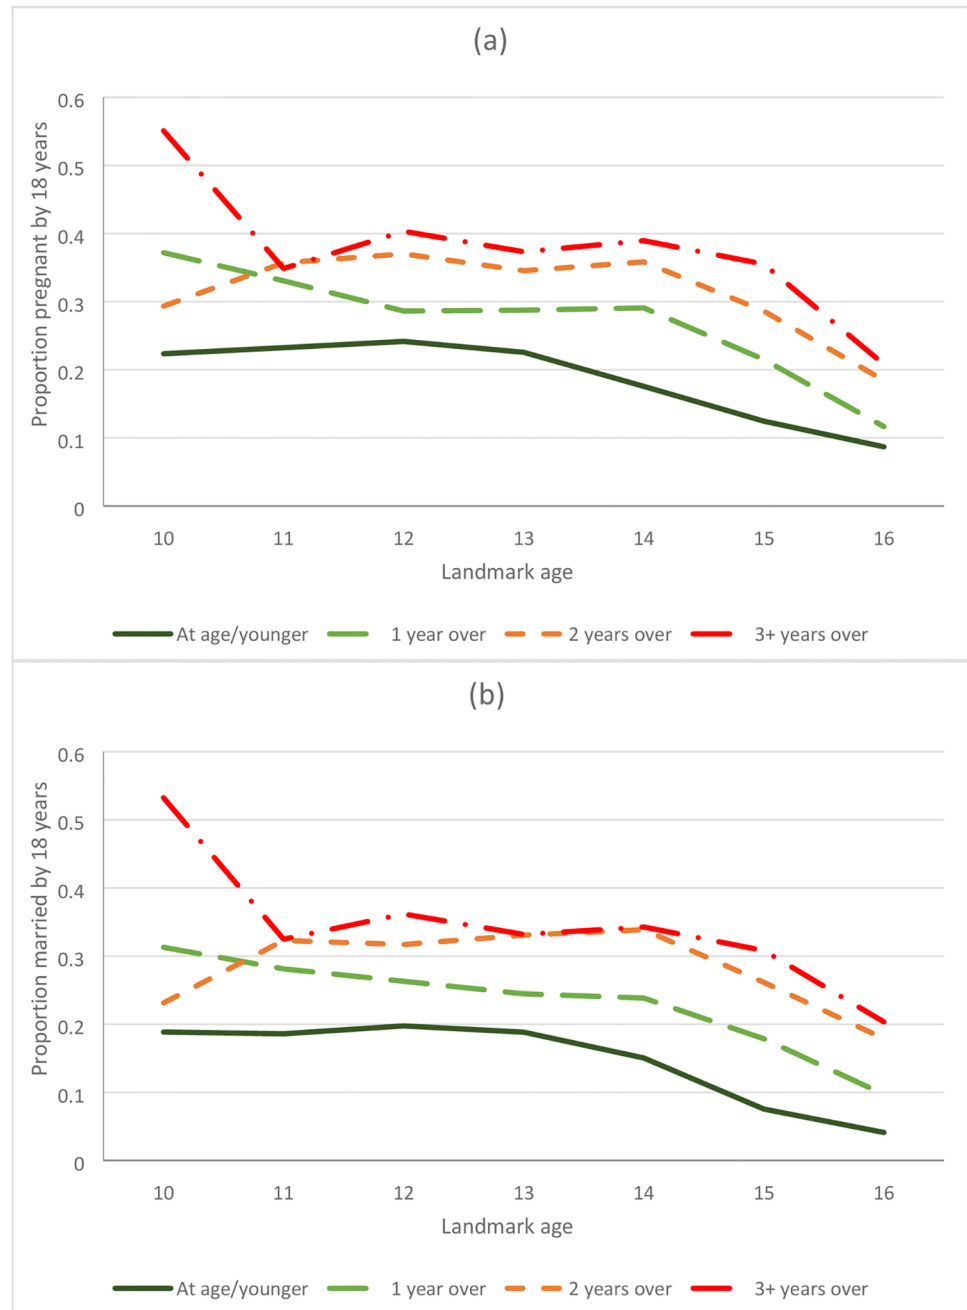 (a)
Proportion pregnant by 18 years
0.6
0.5
0.4
0.3
0.2
0.1
0
10 11 12 13 14 15 16
Landmark age
At age/younger 1 year over 2 years over 3+ years over
(b)
Proportion married by 18 years
0.6
0.5
0.4
0.3
0.2
0.1
0
10 11 12 13 14 15 16
Landmark age
At age/younger 1 year over 2 years over 3+ years over